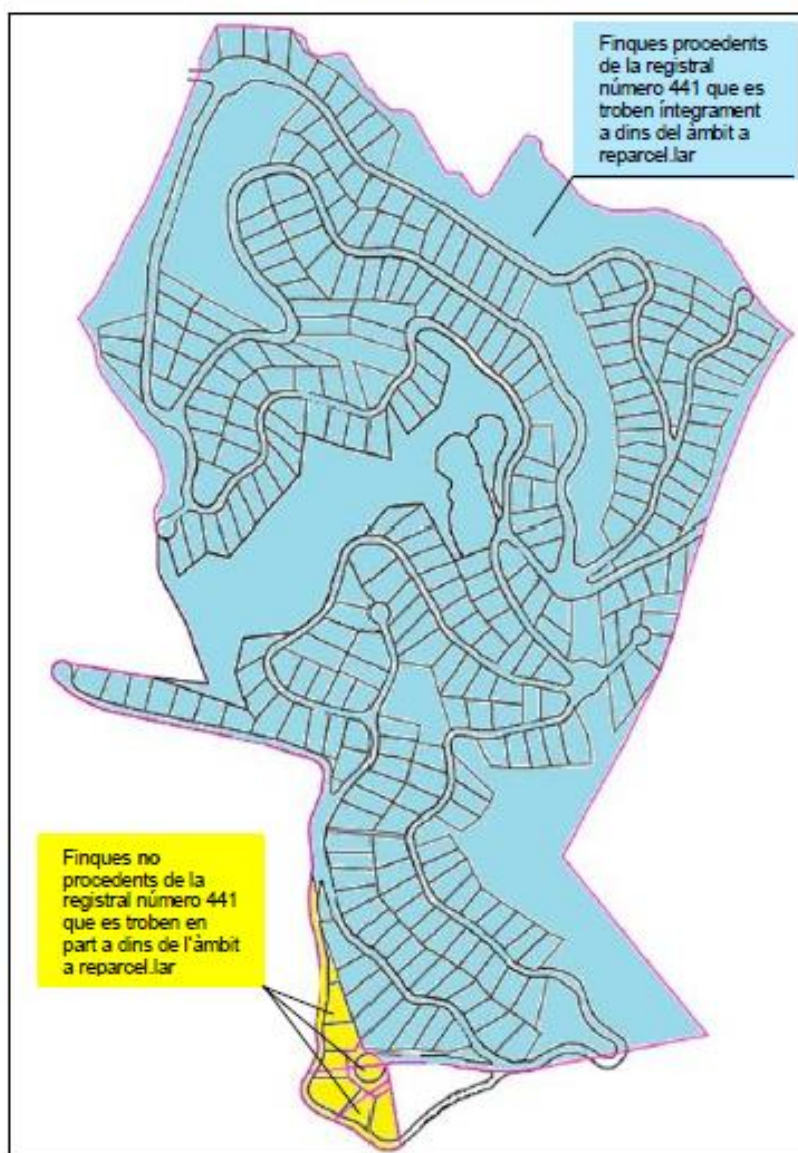 Finques procedents
de la registral
número 441 que es
troben íntegrament
a dins del àmbit a
reparcel.lar
Finques no
procedents de la
registral número 441
que es troben en
part a dins de l'àmbit
a reparcel.lar